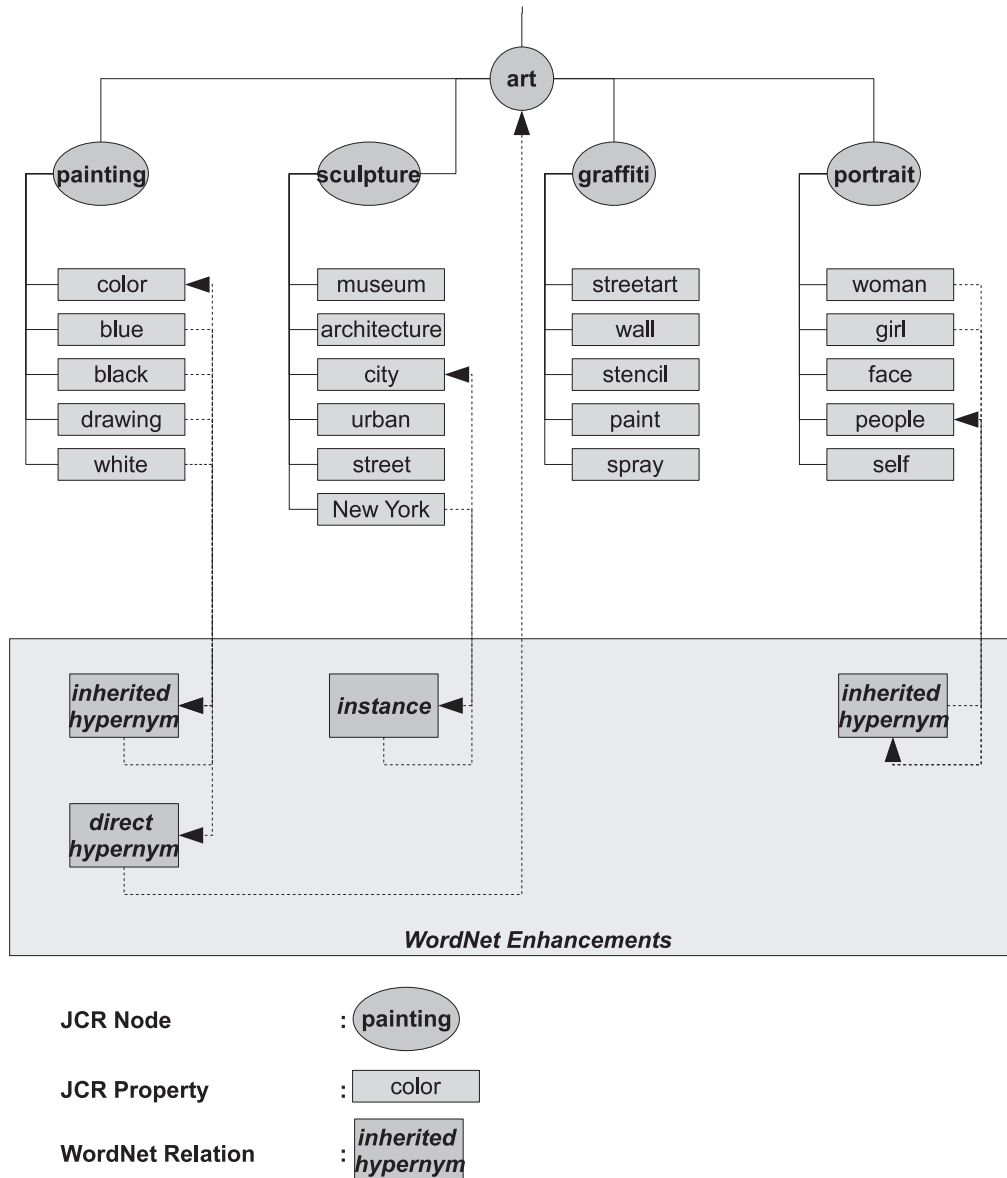 art
painting
sculpture
graffiti
portrait
color
museum
streetart
woman
blue
architecture
wall
girl
black
city
stencil
face
drawing
urban
paint
people
white
street
spray
self
New York
inherited
hypernym
instance
inherited
hypernym
direct
hypernym
WordNet Enhancements
JCR Node : painting
JCR Property : color
WordNet Relation : inherited
hypernym